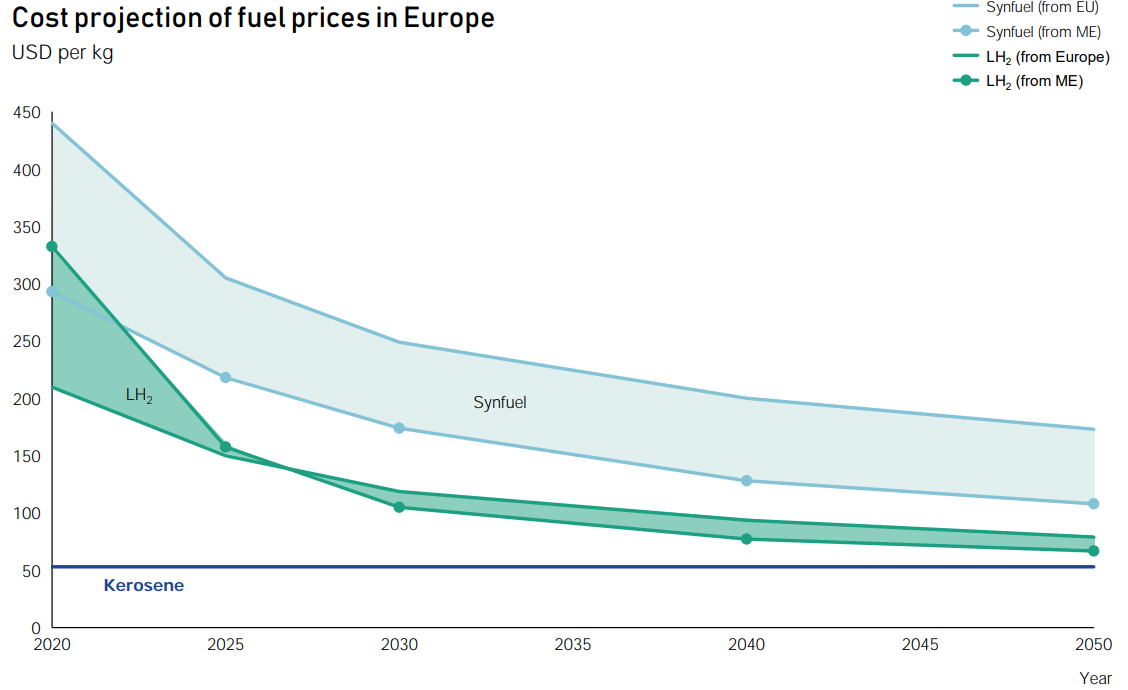 Cost projection of fuel prices in Europe
USD per kg
Synfuel (from EU)
Synfuel (from ME)
LH₂ (from Europe)
LH₂ (from ME)
450
400
350
300
250
200
150
100
50
0
LH₂
Synfuel
Kerosene
2020 2025 2030 2035 2040 2045 2050
Year